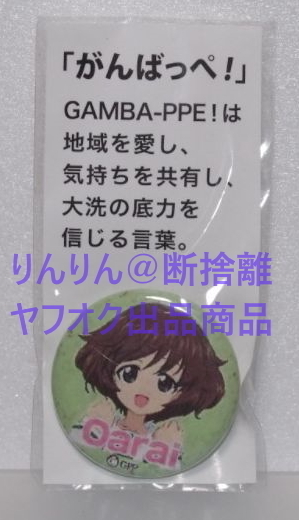 「がんばっぺ!」
GAMBA-PPE!は
地域を愛し、
気持ちを共有し、
大洗の底力を
信じる言葉。
りんりん@断捨離
ヤフオク出品商品
Oarai
GPP